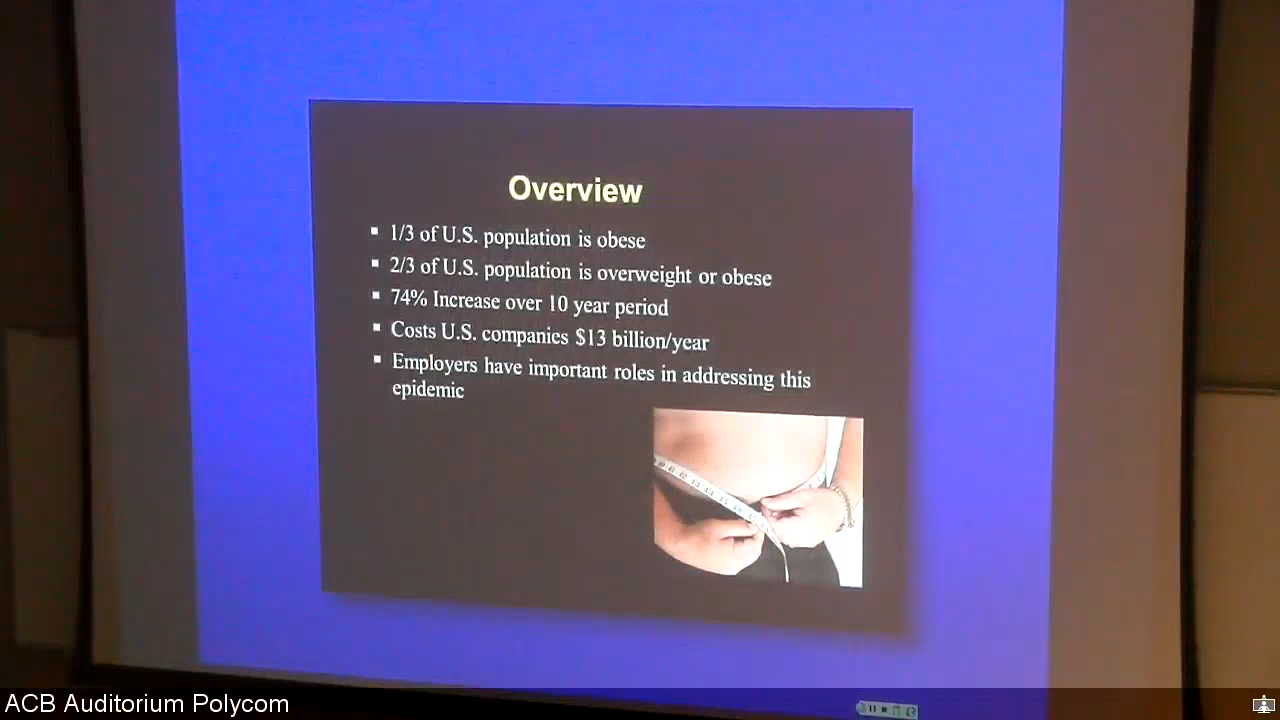 Overview
▪ 1/3 of U.S. population is obese
▪ 2/3 of U.S. population is overweight or obese
▪ 74% Increase over 10 year period
▪ Costs U.S. companies $13 billion/year
▪ Employers have important roles in addressing this
epidemic
ACB Auditorium Polycom